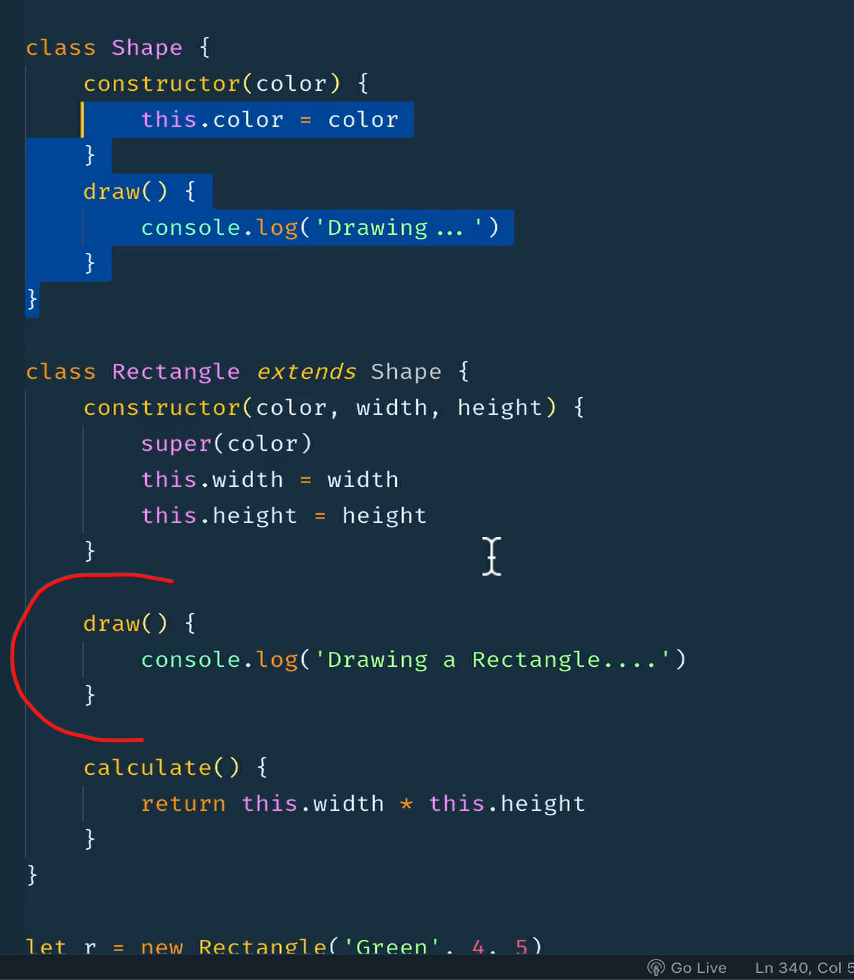 class Shape {
constructor(color) {
this.color = color
}
draw() {
console.log('Drawing...')
}
}
class Rectangle extends Shape {
constructor(color, width, height) {
super(color)
this.width = width
this.height = height
}
draw() {
console.log('Drawing a Rectangle....')
}
calculate() {
return this.width * this.height
}
}
let r = new Rectangle('Green', 4, 5)
Go Live Ln 340, Col 5